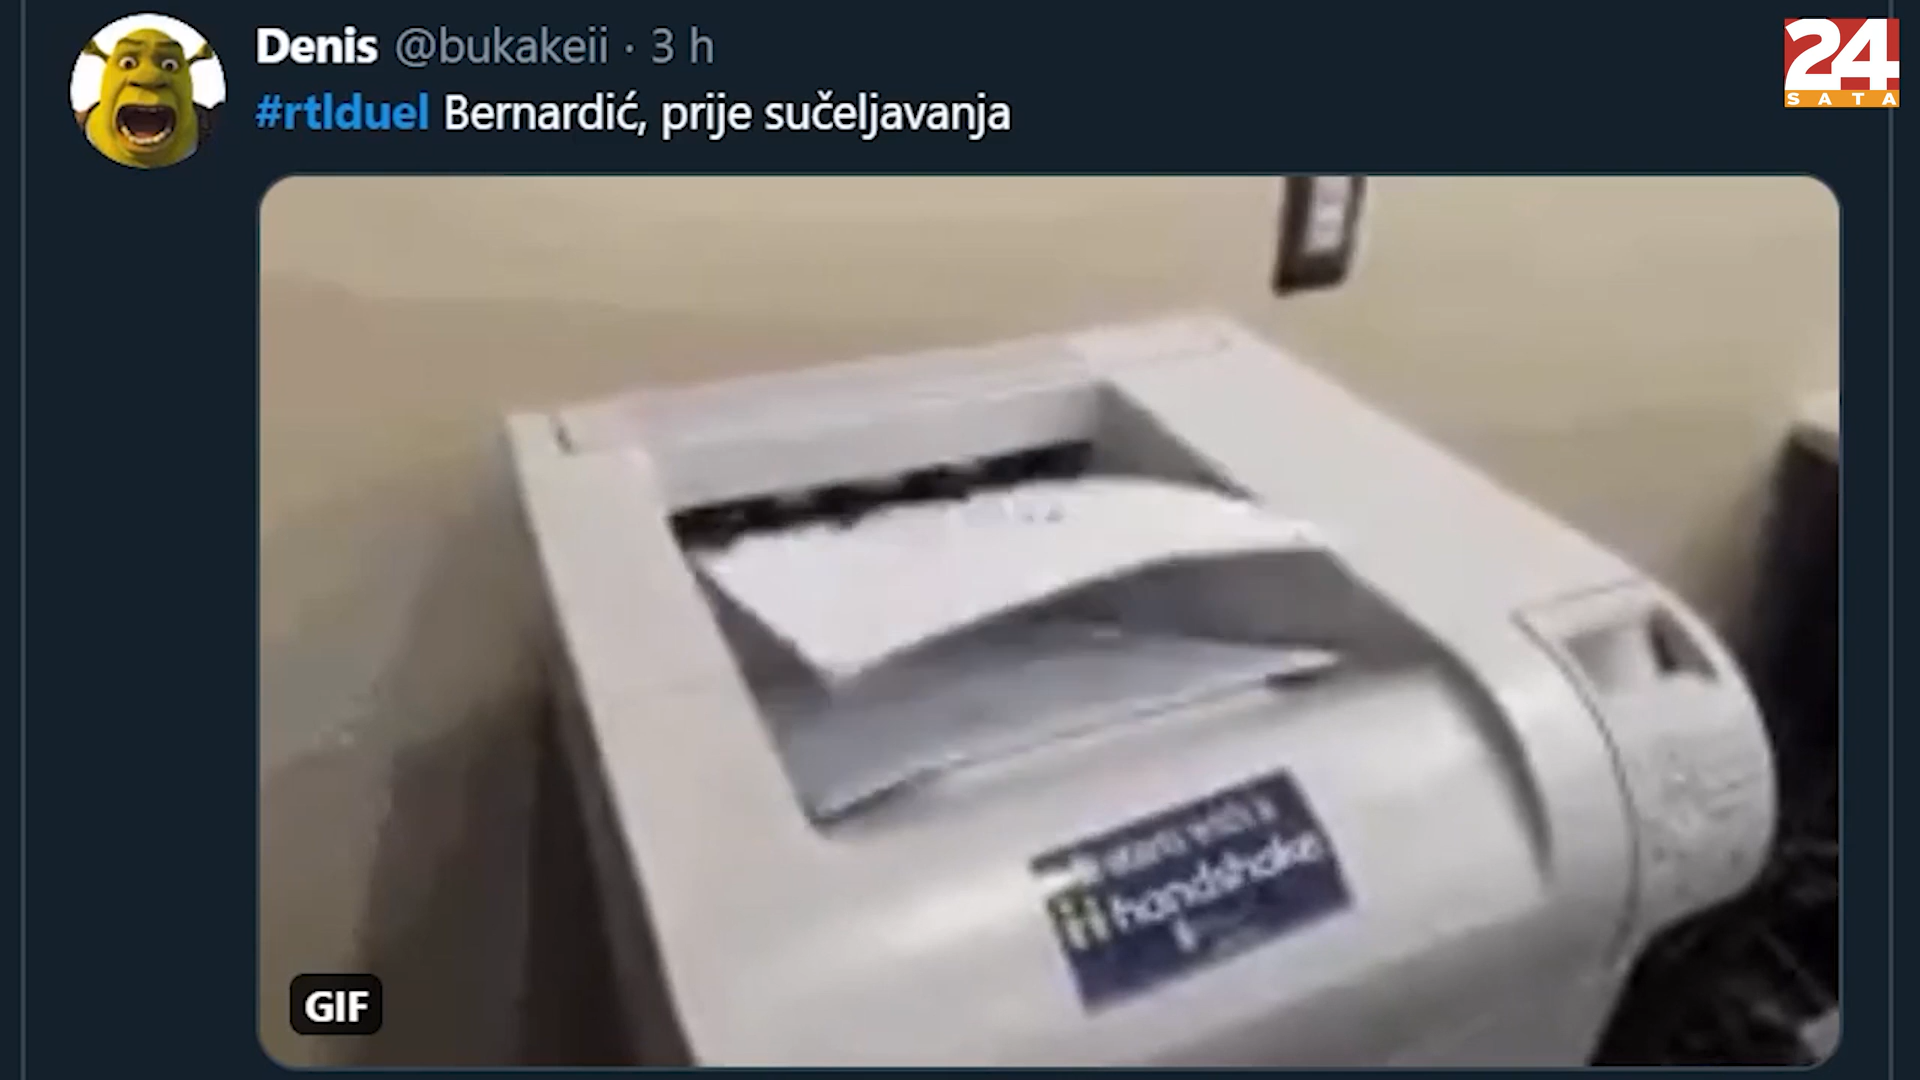 Denis @bukakeii · 3 h
24
SATA
#rtlduel Bernardić, prije sučeljavanja
handshake
GIF